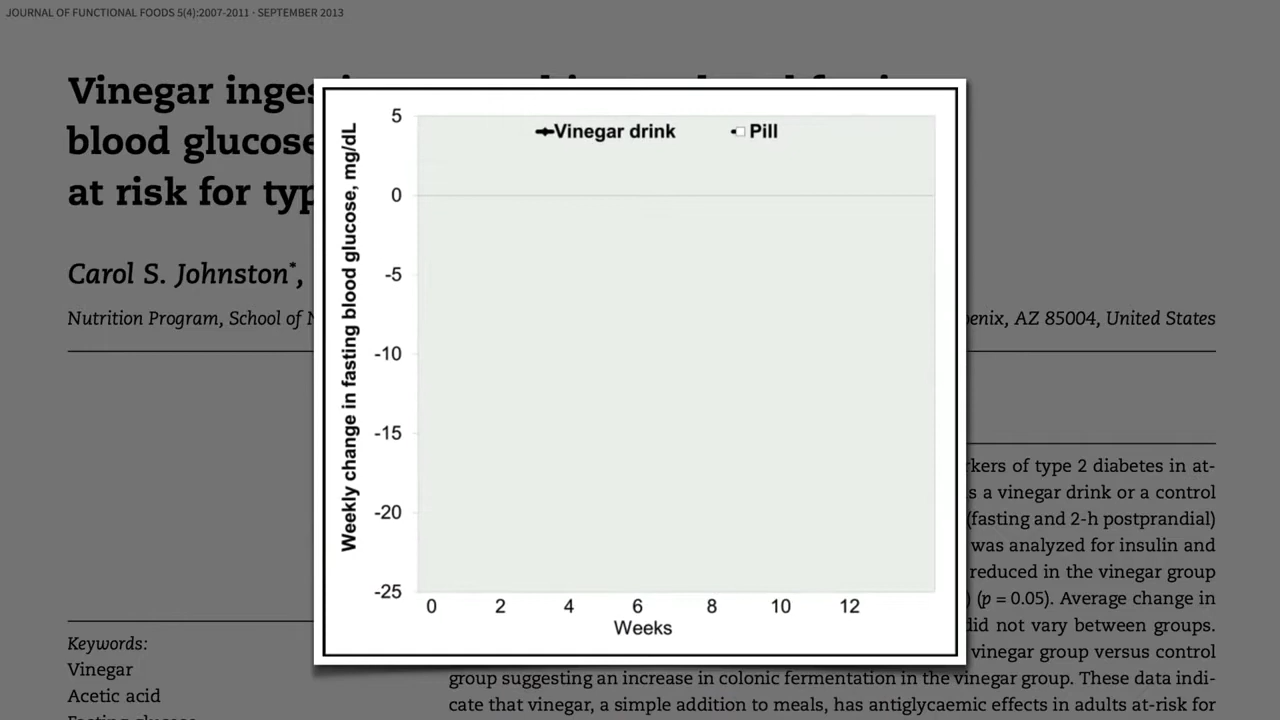 JOURNAL OF FUNCTIONAL FOODS 5(4):2007-2011 · SEPTEMBER 2013
Vinegar
blood glucose
at risk for
Carol S. Johnston*,
Nutrition Program, School of
AZ 85004, United States
Vinegar drink
Pill
Weekly change in fasting blood glucose, mg/dL
5
0
-5
-10
-15
-20
-25
0 2 4 6 8 10 12
Weeks
of type 2 diabetes in at-
a vinegar drink or a control
(fasting and 2-h postprandial)
was analyzed for insulin and
reduced in the vinegar group
(p = 0.05). Average change in
did not vary between groups.
vinegar group versus control
group suggesting an increase in colonic fermentation in the vinegar group. These data indi-
cate that vinegar, a simple addition to meals, has antiglycaemic effects in adults at-risk for
Keywords:
Vinegar
Acetic acid